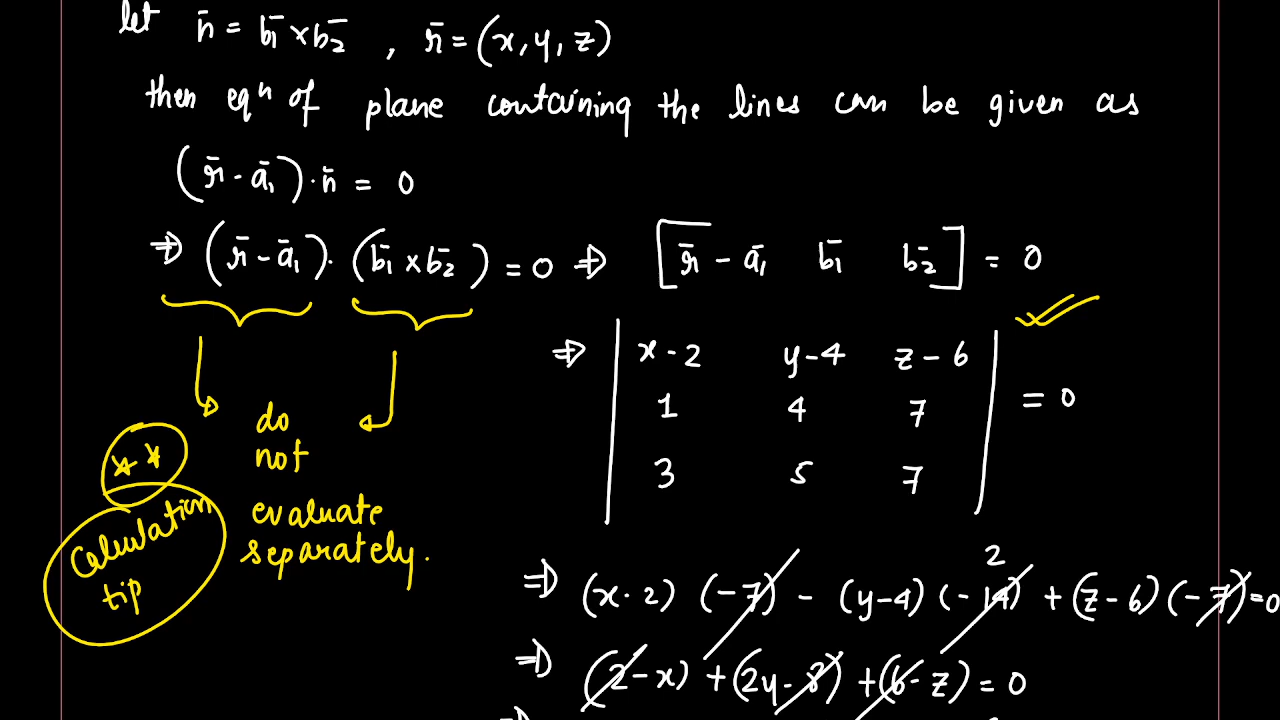 let n̄ = b̄₁ × b̄₂ , r̄ = (x, y, z)
then eqⁿ of plane containing the lines can be given as
(r̄ - ā₁) · n̄ = 0
⇒ (r̄ - ā₁) · (b̄₁ × b̄₂) = 0 ⇒ [r̄ - ā₁ b̄₁ b̄₂] = 0
⇒ | x - 2 y - 4 z - 6 |
| 1 4 7 | = 0
| 3 5 7 |
do
not
evaluate
separately.
** 
Calculation
tip
2
⇒ (x - 2) (-7) - (y - 4) (-14) + (z - 6) (-7) = 0
⇒ (2 - x) + (2y - 8) + (6 - z) = 0